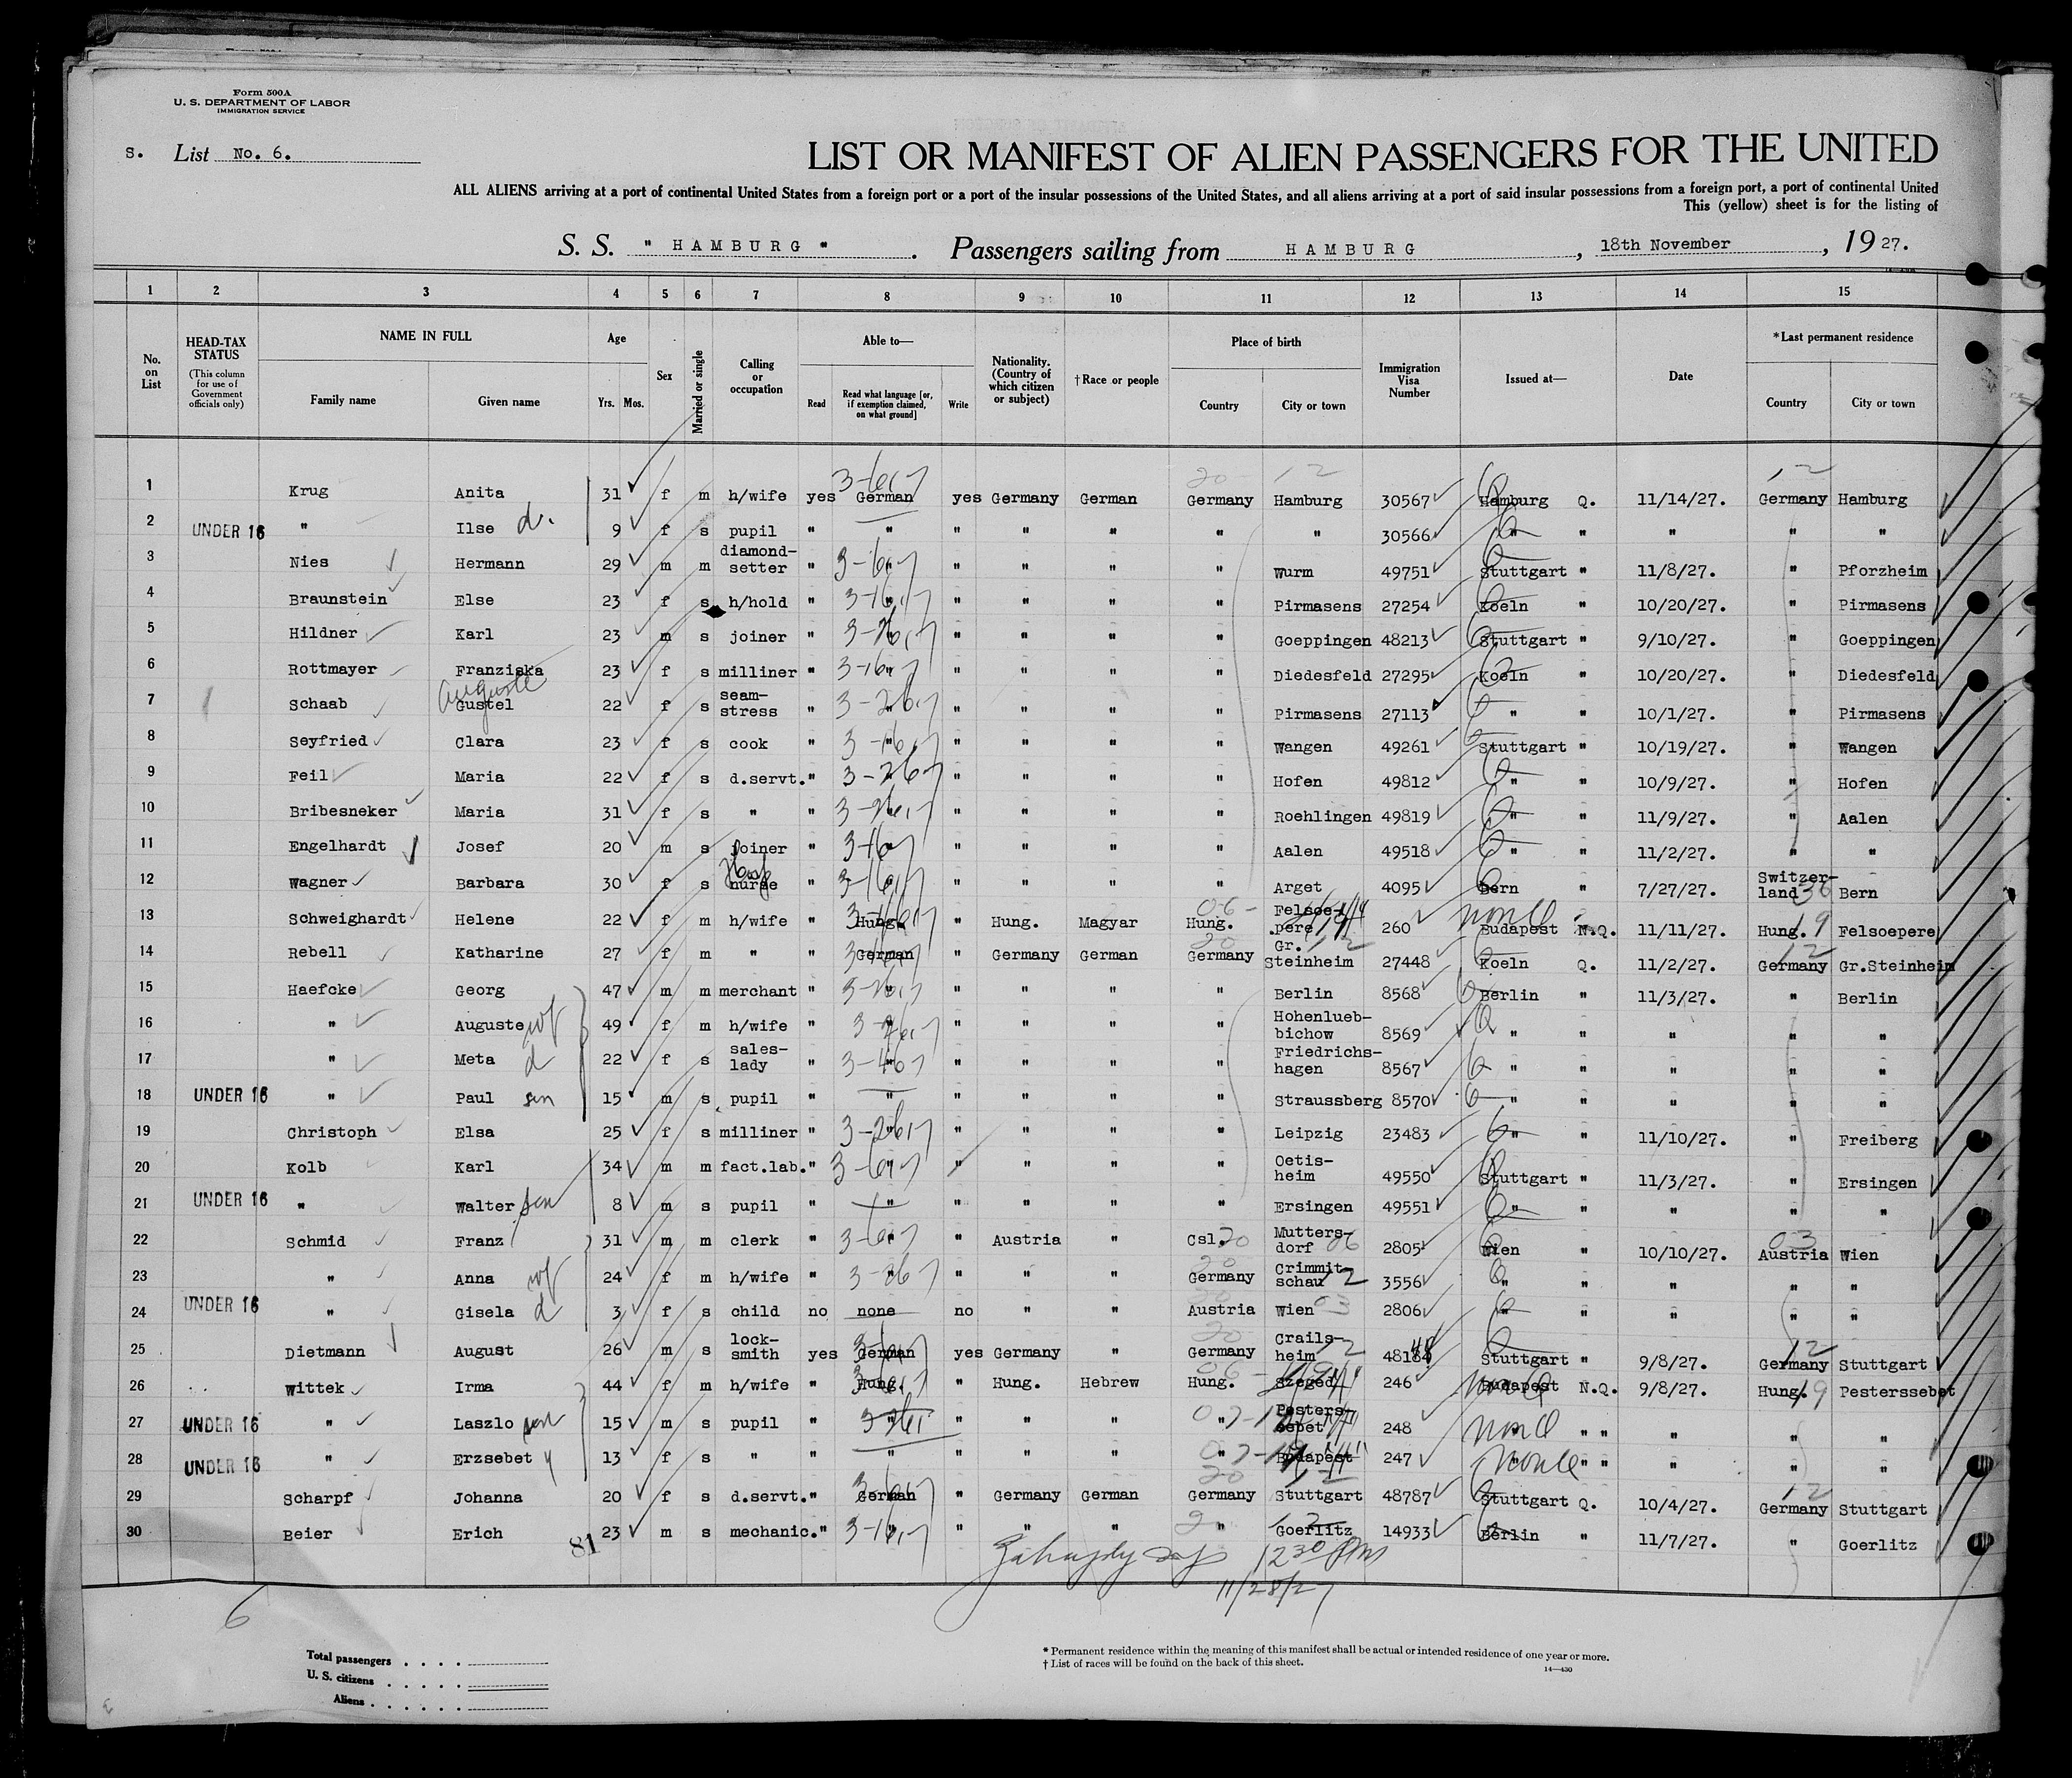 Form 500A
U. S. DEPARTMENT OF LABOR
IMMIGRATION SERVICE
S. List No. 6.
LIST OR MANIFEST OF ALIEN PASSENGERS FOR THE UNITED
ALL ALIENS arriving at a port of continental United States from a foreign port or a port of the insular possessions of the United States, and all aliens arriving at a port of said insular possessions from a foreign port, a port of continental United
This (yellow) sheet is for the listing of
S. S. " HAMBURG " . Passengers sailing from HAMBURG , 18th November , 19 27.
1 2 3 4 5 6 7 8 9 10 11 12 13 14 15
No. on List
HEAD-TAX STATUS (This column for use of Government officials only)
NAME IN FULL Family name Given name
Age Yrs. Mos.
Sex
Married or single
Calling or occupation
Able to— Read Read what language [or, if exemption claimed, on what ground] Write
Nationality. (Country of which citizen or subject)
†Race or people
Place of birth Country City or town
Immigration Visa Number
Issued at—
Date
*Last permanent residence Country City or town
1 Krug Anita 31 f m h/wife yes German yes Germany German Germany Hamburg 30567 Hamburg Q. 11/14/27. Germany Hamburg
2 UNDER 16 " Ilse d. 9 f s pupil " " " " " " " 30566 " " " " "
3 Nies Hermann 29 m m diamond-setter " " " " " " Wurm 49751 Stuttgart " 11/8/27. " Pforzheim
4 Braunstein Else 23 f s h/hold " " " " " " Pirmasens 27254 Koeln " 10/20/27. " Pirmasens
5 Hildner Karl 23 m s joiner " " " " " " Goeppingen 48213 Stuttgart " 9/10/27. " Goeppingen
6 Rottmayer Franziska 23 f s milliner " " " " " " Diedesfeld 27295 Koeln " 10/20/27. " Diedesfeld
7 Schaab Auguste Gustel 22 f s seam-stress " " " " " " Pirmasens 27113 " " 10/1/27. " Pirmasens
8 Seyfried Clara 23 f s cook " " " " " " Wangen 49261 Stuttgart " 10/19/27. " Wangen
9 Feil Maria 22 f s d.servt. " " " " " " Hofen 49812 " " 10/9/27. " Hofen
10 Bribesneker Maria 31 f s " " " " " " " Roehlingen 49819 " " 11/9/27. " Aalen
11 Engelhardt Josef 20 m s joiner " " " " " " Aalen 49518 " " 11/2/27. " "
12 Wagner Barbara 30 f s nurse " " " " " " Arget 4095 Bern " 7/27/27. Switzer-land Bern
13 Schweighardt Helene 22 f m h/wife " Hung. " Hung. Magyar Hung. Felsoe-pere 260 Budapest N.Q. 11/11/27. Hung. Felsoepere
14 Rebell Katharine 27 f m " " German " Germany German Germany Gr. Steinheim 27448 Koeln Q. 11/2/27. Germany Gr.Steinheim
15 Haefcke Georg 47 m m merchant " " " " " " Berlin 8568 Berlin " 11/3/27. " Berlin
16 " Auguste wf 49 f m h/wife " " " " " " Hohenlueb-bichow 8569 " " " " "
17 " Meta d 22 f s sales-lady " " " " " " Friedrichs-hagen 8567 " " " " "
18 UNDER 16 " Paul son 15 m s pupil " " " " " " Straussberg 8570 " " " " "
19 Christoph Elsa 25 f s milliner " " " " " " Leipzig 23483 " " 11/10/27. " Freiberg
20 Kolb Karl 34 m m fact.lab. " " " " " " Oetis-heim 49550 Stuttgart " 11/3/27. " Ersingen
21 UNDER 16 " Walter son 8 m s pupil " " " " " " Ersingen 49551 " " " " "
22 Schmid Franz 31 m m clerk " " " Austria " Csl. Mutters-dorf 2805 Wien " 10/10/27. Austria Wien
23 " Anna wf 24 f m h/wife " " " " " Germany Crimmit-schau 3556 " " " " "
24 UNDER 16 " Gisela d 3 f s child no none no " " Austria Wien 2806 " " " " "
25 Dietmann August 26 m s lock-smith yes German yes Germany " Germany Crails-heim 48184 Stuttgart " 9/8/27. Germany Stuttgart
26 Wittek Irma 44 f m h/wife " Hung. " Hung. Hebrew Hung. Szeged 246 Budapest N.Q. 9/8/27. Hung. Pesterssebet
27 UNDER 16 " Laszlo son 15 m s pupil " " " " " " Pesters-sebet 248 " " " " " "
28 UNDER 16 " Erzsebet 13 f s " " " " " " " Budapest 247 " " " " " "
29 Scharpf Johanna 20 f s d.servt. " German " Germany German Germany Stuttgart 48787 Stuttgart Q. 10/4/27. Germany Stuttgart
30 Beier Erich 23 m s mechanic. " " " " " " Goerlitz 14933 Berlin " 11/7/27. " Goerlitz
81
12 30 PM
11/28/27
6
Total passengers
U. S. citizens
Aliens
* Permanent residence within the meaning of this manifest shall be actual or intended residence of one year or more.
† List of races will be found on the back of this sheet.
14—430